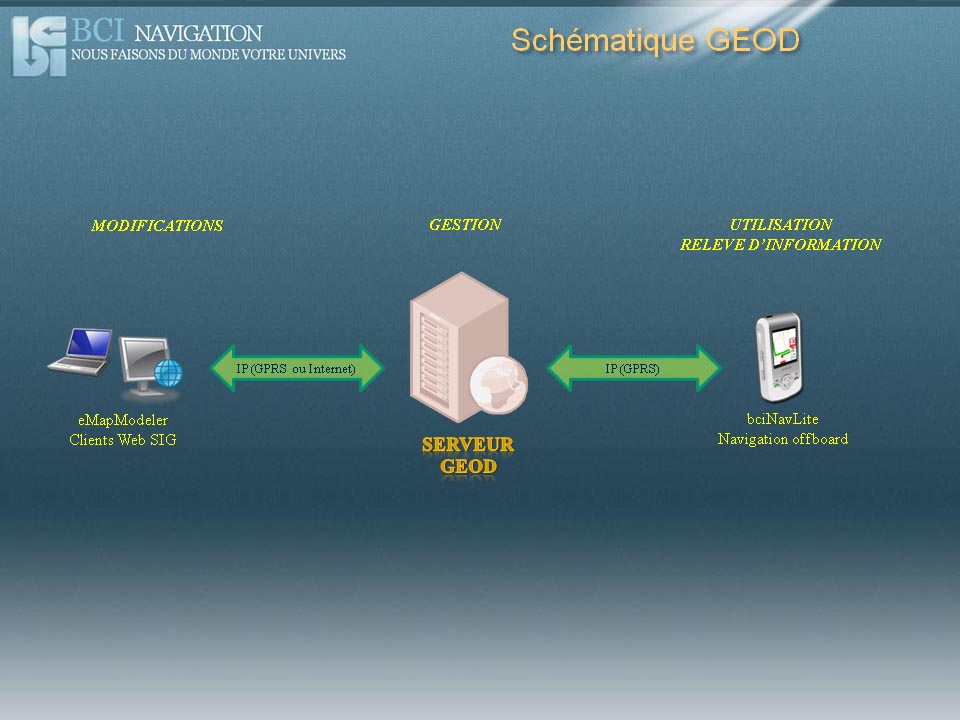 BCI NAVIGATION
NOUS FAISONS DU MONDE VOTRE UNIVERS
Schématique GEOD
MODIFICATIONS
GESTION
UTILISATION
RELEVE D’INFORMATION
IP (GPRS ou Internet)
IP (GPRS)
eMapModeler
Clients Web SIG
SERVEUR
GEOD
bciNavLite
Navigation offboard